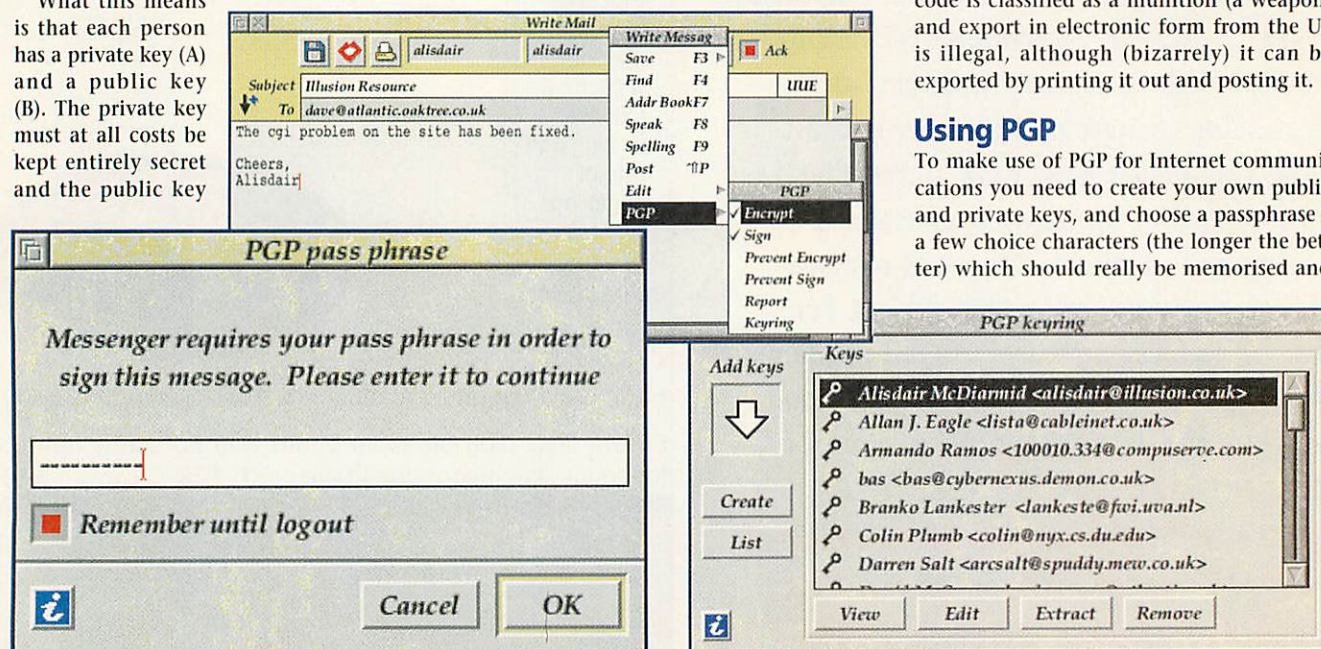 What this means
is that each person
has a private key (A)
and a public key
(B). The private key
must at all costs be
kept entirely secret
and the public key
Write Mail
alisdair
alisdair
Ack
Subject Illusion Resource
UUE
To dave@atlantic.oaktree.co.uk
The cgi problem on the site has been fixed.
Cheers,
Alisdair
Write Messag
Save F3
Find F4
Addr Book F7
Speak F8
Spelling F9
Post ^⇑P
Edit
PGP
PGP
✓ Encrypt
✓ Sign
Prevent Encrypt
Prevent Sign
Report
Keyring
code is classified as a munition (a weapon
and export in electronic form from the U
is illegal, although (bizarrely) it can b
exported by printing it out and posting it.
Using PGP
To make use of PGP for Internet communi
cations you need to create your own publi
and private keys, and choose a passphrase
a few choice characters (the longer the bet
ter) which should really be memorised an
PGP pass phrase
Messenger requires your pass phrase in order to
sign this message. Please enter it to continue
----------
Remember until logout
i
Cancel
OK
PGP keyring
Add keys
Keys
Alisdair McDiarmid <alisdair@illusion.co.uk>
Allan J. Eagle <lista@cableinet.co.uk>
Armando Ramos <100010.334@compuserve.com>
bas <bas@cybernexus.demon.co.uk>
Branko Lankester <lankeste@fwi.uva.nl>
Colin Plumb <colin@nyx.cs.du.edu>
Darren Salt <arcsalt@spuddy.mew.co.uk>
Create
List
i
View
Edit
Extract
Remove